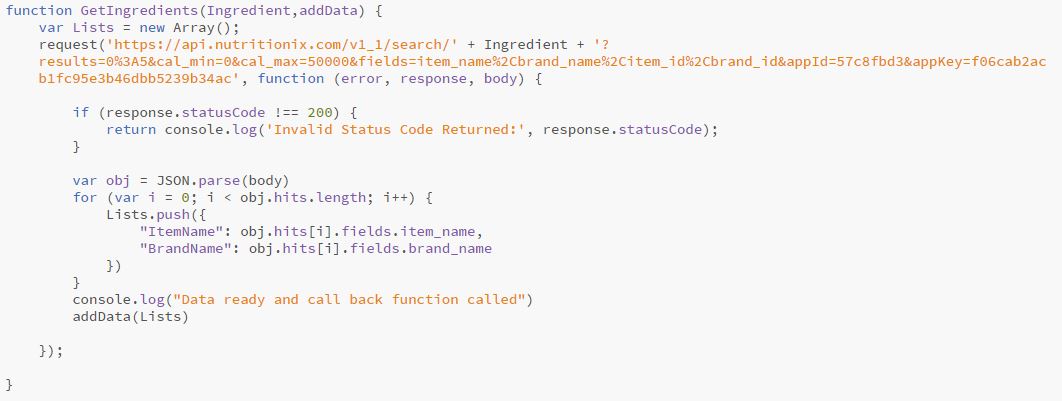 function GetIngredients(Ingredient,addData) {
var Lists = new Array();
request('https://api.nutritionix.com/v1_1/search/' + Ingredient + '?
results=0%3A5&cal_min=0&cal_max=50000&fields=item_name%2Cbrand_name%2Citem_id%2Cbrand_id&appId=57c8fbd3&appKey=f06cab2ac
b1fc95e3b46dbb5239b34ac', function (error, response, body) {
if (response.statusCode !== 200) {
return console.log('Invalid Status Code Returned:', response.statusCode);
}
var obj = JSON.parse(body)
for (var i = 0; i < obj.hits.length; i++) {
Lists.push({
"ItemName": obj.hits[i].fields.item_name,
"BrandName": obj.hits[i].fields.brand_name
})
}
console.log("Data ready and call back function called")
addData(Lists)
});
}